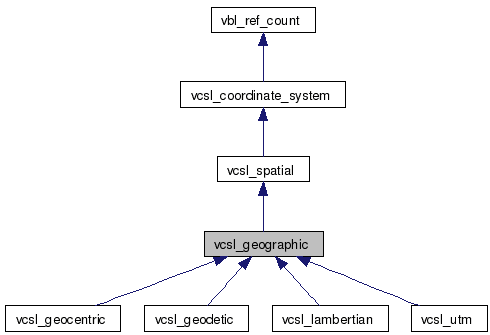 vbl_ref_count
vcsl_coordinate_system
vcsl_spatial
vcsl_geographic
vcsl_geocentric
vcsl_geodetic
vcsl_lambertian
vcsl_utm